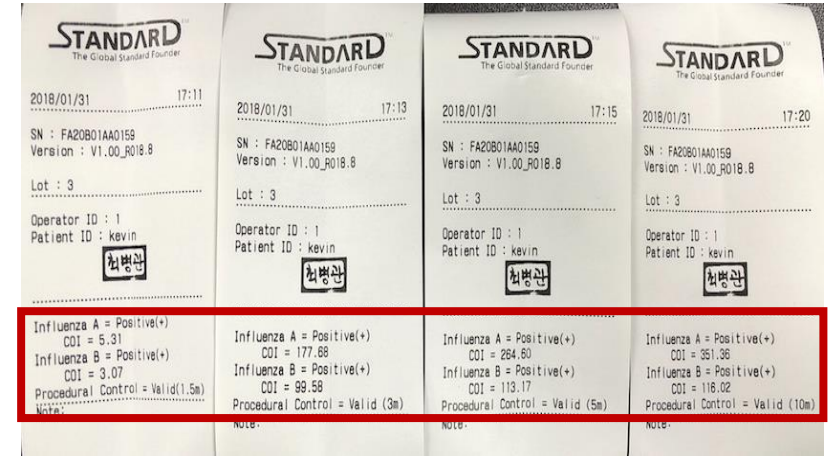 STANDARD™
The Global Standard Founder
2018/01/31 17:11
SN : FA20B01AA0159
Version : V1.00_R018.8
Lot : 3
Operator ID : 1
Patient ID : kevin
최병관
Influenza A = Positive(+)
COI = 5.31
Influenza B = Positive(+)
COI = 3.07
Procedural Control = Valid(1.5m)
Note:
STANDARD™
The Global Standard Founder
2018/01/31 17:13
SN : FA20B01AA0159
Version : V1.00_R018.8
Lot : 3
Operator ID : 1
Patient ID : kevin
최병관
Influenza A = Positive(+)
COI = 177.68
Influenza B = Positive(+)
COI = 99.58
Procedural Control = Valid (3m)
Note:
STANDARD™
The Global Standard Founder
2018/01/31 17:15
SN : FA20B01AA0159
Version : V1.00_R018.8
Lot : 3
Operator ID : 1
Patient ID : kevin
최병관
Influenza A = Positive(+)
COI = 264.60
Influenza B = Positive(+)
COI = 113.17
Procedural Control = Valid (5m)
Note:
STANDARD™
The Global Standard Founder
2018/01/31 17:20
SN : FA20B01AA0159
Version : V1.00_R018.8
Lot : 3
Operator ID : 1
Patient ID : kevin
최병관
Influenza A = Positive(+)
COI = 351.36
Influenza B = Positive(+)
COI = 116.02
Procedural Control = Valid (10m)
Note: